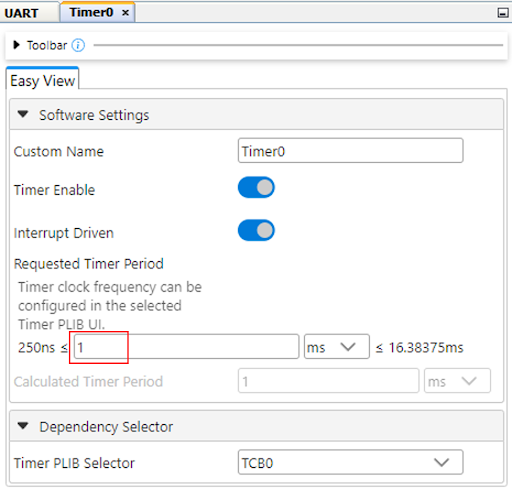 UART
Timer0 ×
Toolbar
Easy View
Software Settings
Custom Name
Timer0
Timer Enable
Interrupt Driven
Requested Timer Period
Timer clock frequency can be
configured in the selected
Timer PLIB UI.
250ns ≤ 1 ms ≤ 16.38375ms
Calculated Timer Period
1 ms
Dependency Selector
Timer PLIB Selector
TCB0